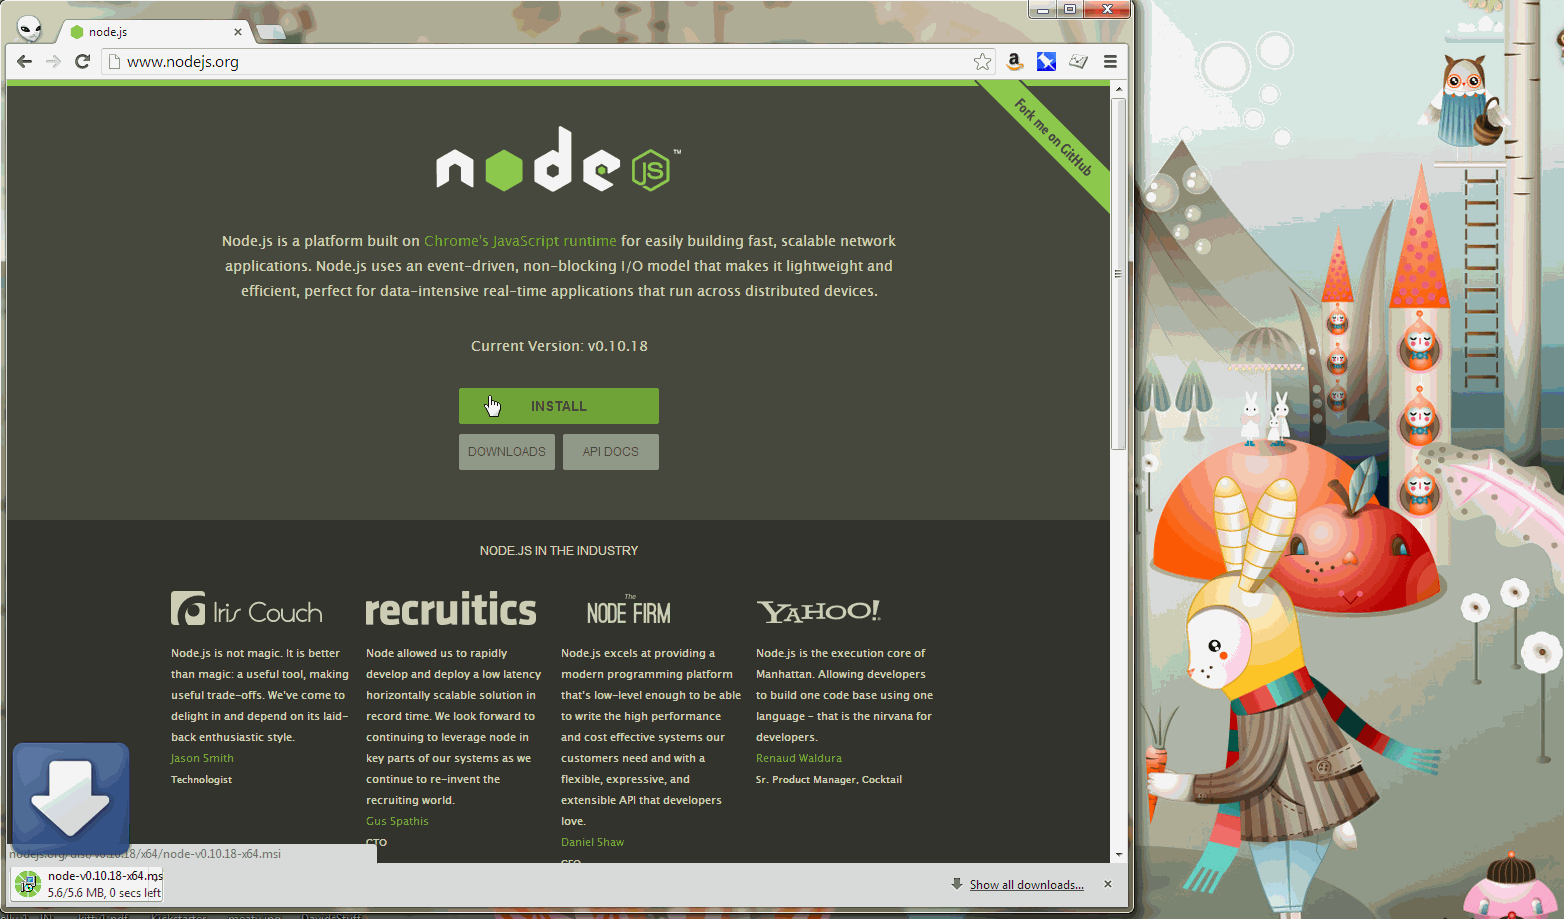 node.js
www.nodejs.org
Fork me on GitHub
node JS ™
Node.js is a platform built on Chrome's JavaScript runtime for easily building fast, scalable network
applications. Node.js uses an event-driven, non-blocking I/O model that makes it lightweight and
efficient, perfect for data-intensive real-time applications that run across distributed devices.
Current Version: v0.10.18
INSTALL
DOWNLOADS
API DOCS
NODE.JS IN THE INDUSTRY
Iris Couch
Node.js is not magic. It is better
than magic: a useful tool, making
useful trade-offs. We've come to
delight in and depend on its laid-
back enthusiastic style.
Jason Smith
Technologist
recruitics
Node allowed us to rapidly
develop and deploy a low latency
horizontally scalable solution in
record time. We look forward to
continuing to leverage node in
key parts of our systems as we
continue to re-invent the
recruiting world.
Gus Spathis
CTO
The
NODE FIRM
Node.js excels at providing a
modern programming platform
that's low-level enough to be able
to write the high performance
and cost effective systems our
customers need and with a
flexible, expressive, and
extensible API that developers
love.
Daniel Shaw
CEO
YAHOO!
Node.js is the execution core of
Manhattan. Allowing developers
to build one code base using one
language – that is the nirvana for
developers.
Renaud Waldura
Sr. Product Manager, Cocktail
nodejs.org/dist/v0.10.18/x64/node-v0.10.18-x64.msi
node-v0.10.18-x64.ms
5.6/5.6 MB, 0 secs left
Show all downloads...